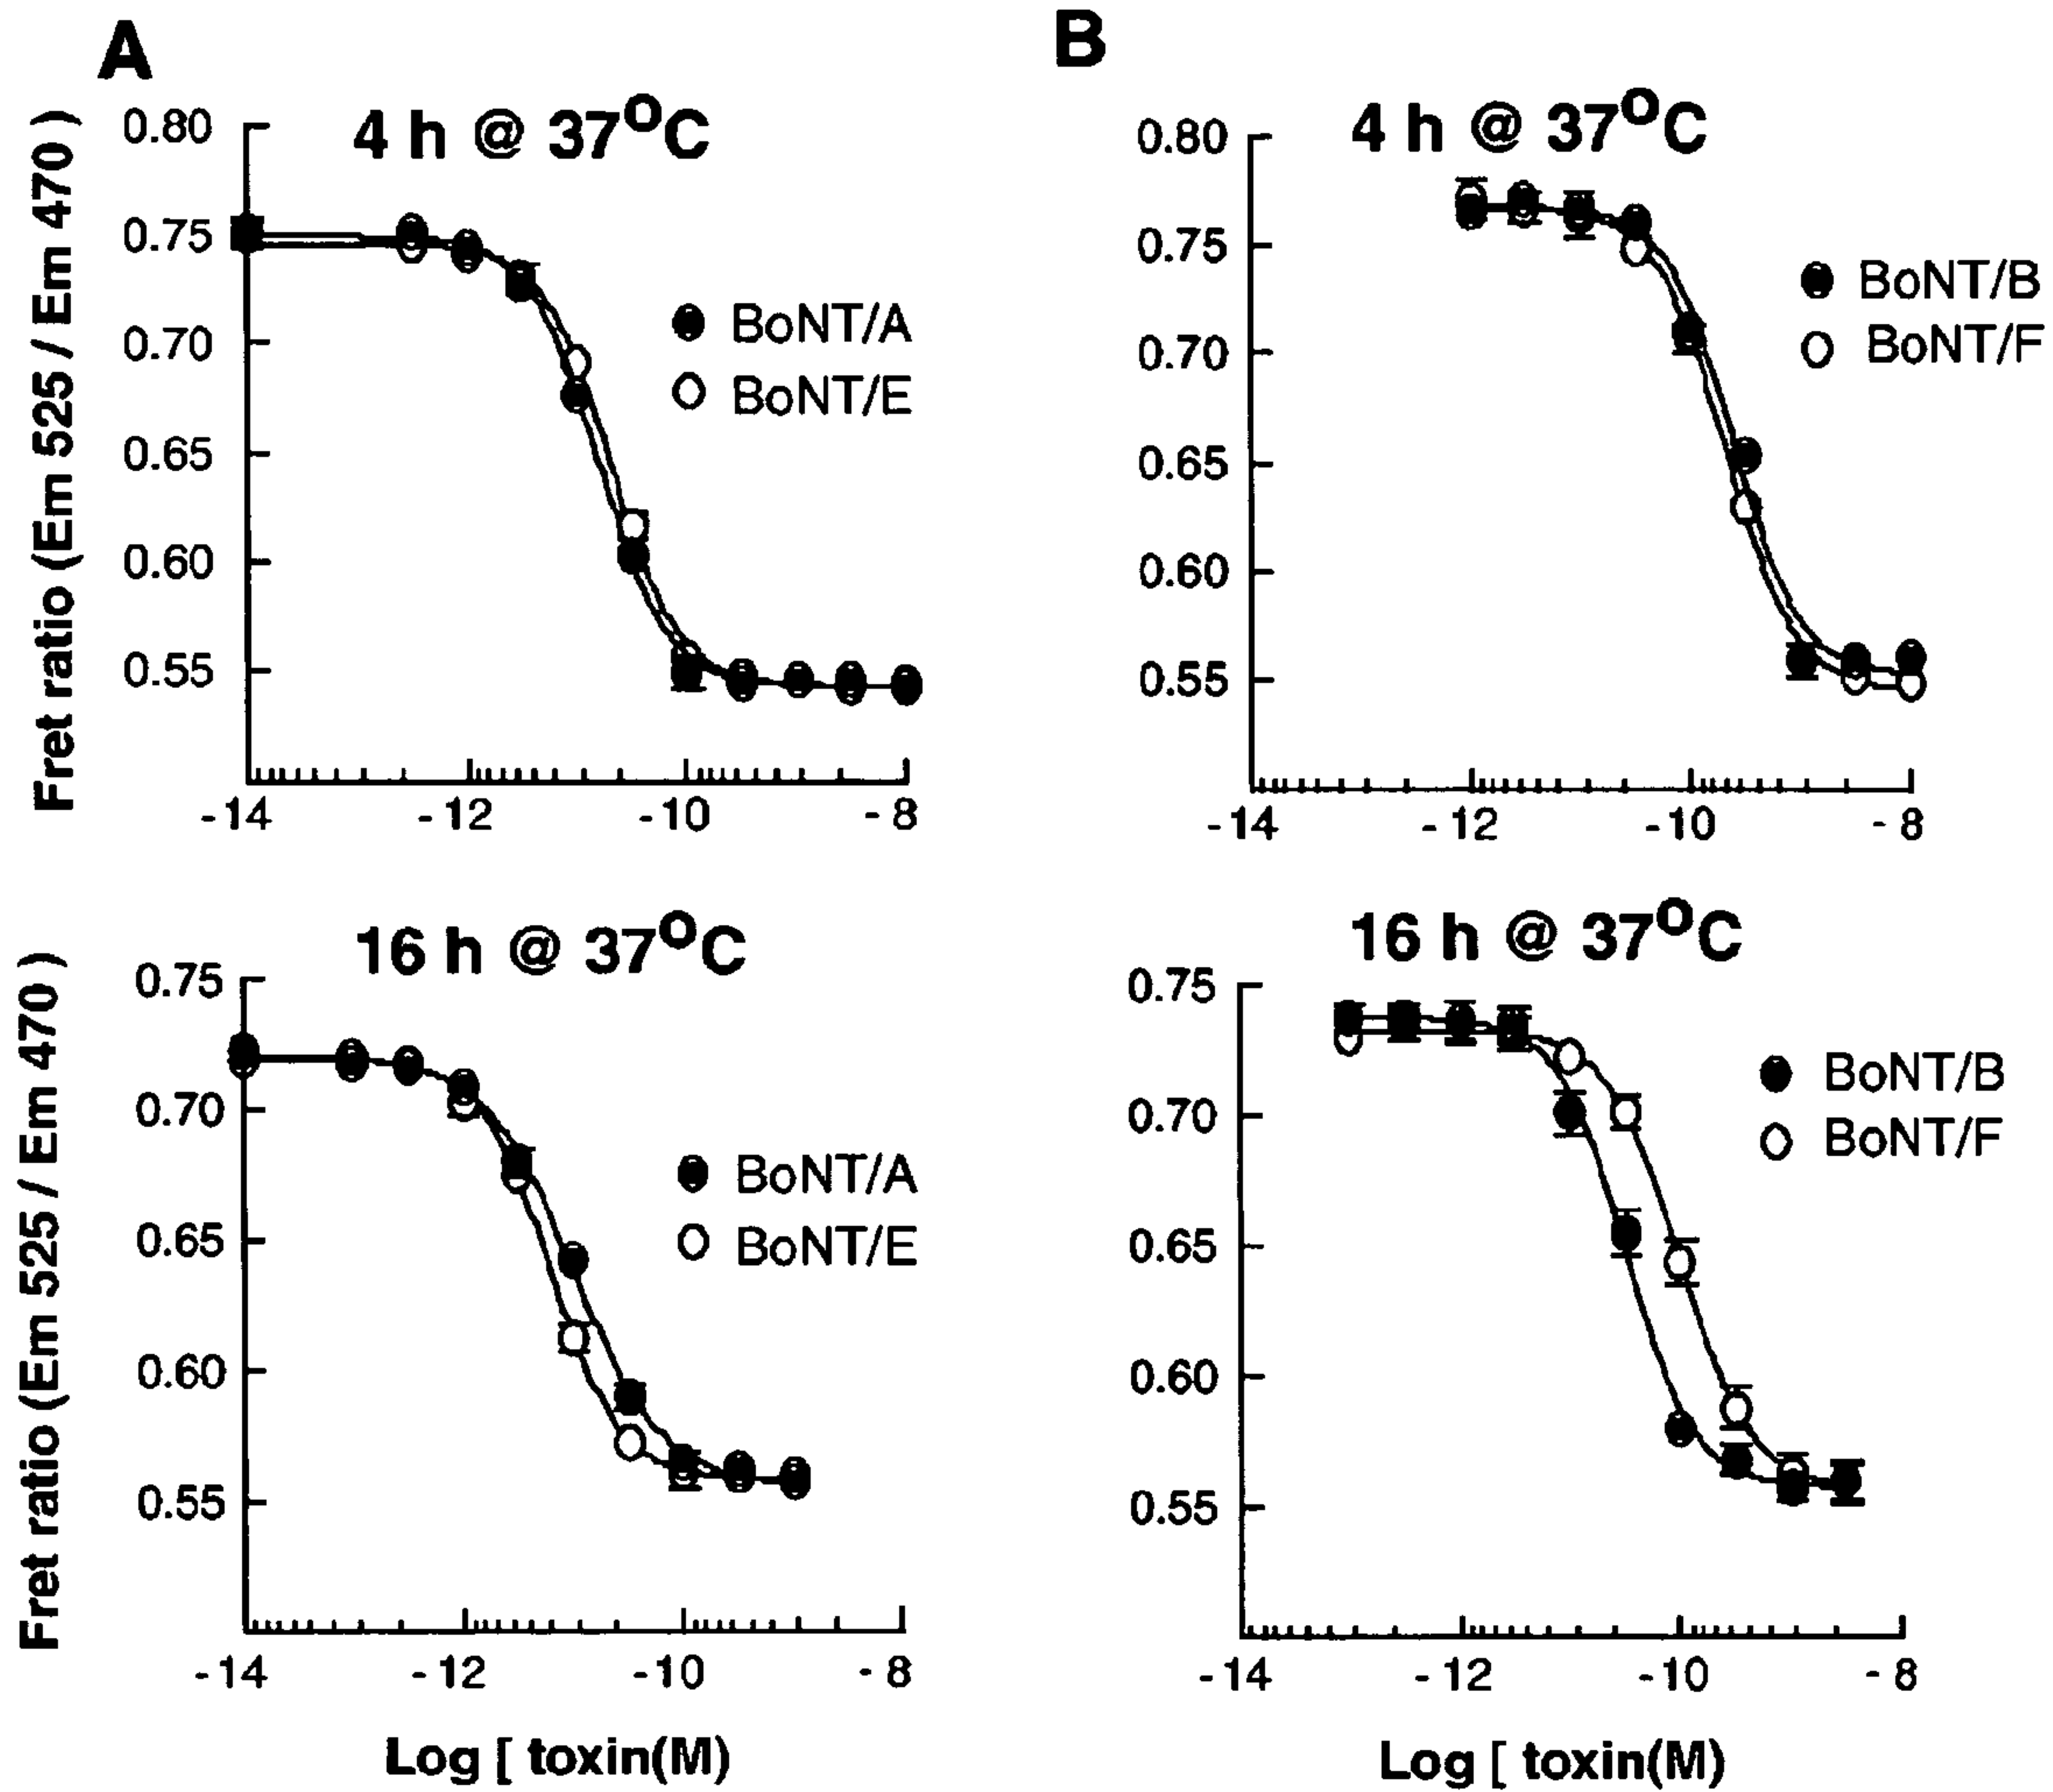 A
4 h @ 37°C
Fret ratio (Em 525 / Em 470 )
0.80
0.75
0.70
0.65
0.60
0.55
BoNT/A
BoNT/E
-14
-12
-10
-8
B
4 h @ 37°C
0.80
0.75
0.70
0.65
0.60
0.55
BoNT/B
BoNT/F
-14
-12
-10
-8
16 h @ 37°C
Fret ratio (Em 525 / Em 470 )
0.75
0.70
0.65
0.60
0.55
BoNT/A
BoNT/E
-14
-12
-10
-8
Log [ toxin(M)
16 h @ 37°C
0.75
0.70
0.65
0.60
0.55
BoNT/B
BoNT/F
-14
-12
-10
-8
Log [ toxin(M)